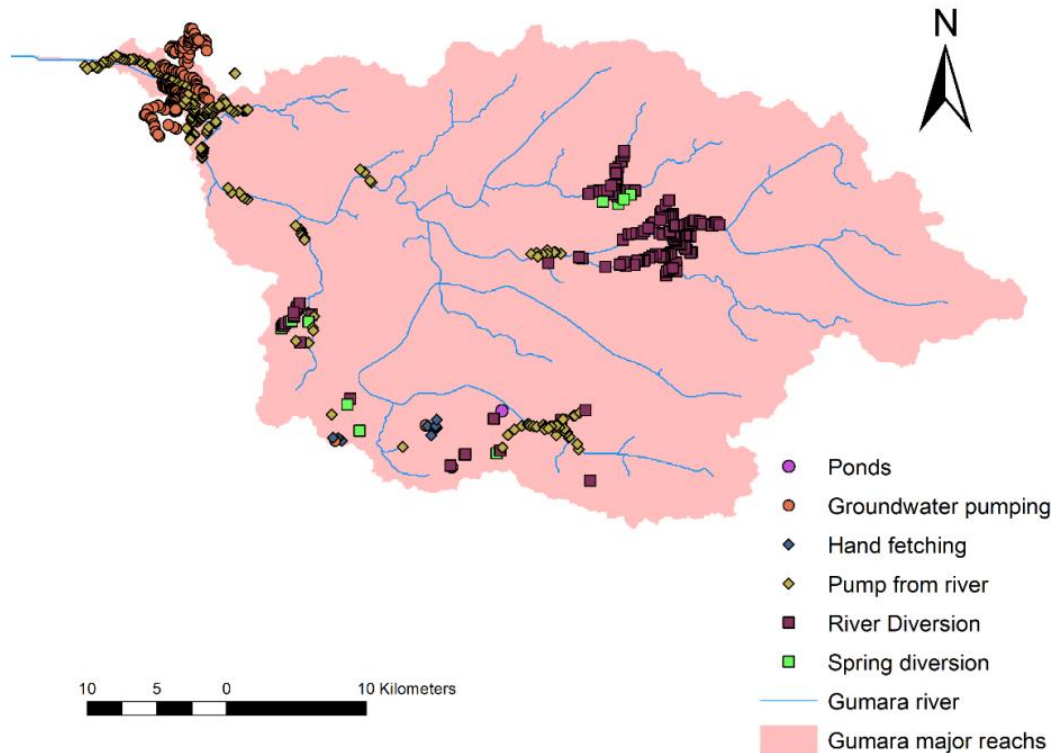 N
Ponds
Groundwater pumping
Hand fetching
Pump from river
River Diversion
Spring diversion
Gumara river
Gumara major reachs
10 5 0 10 Kilometers